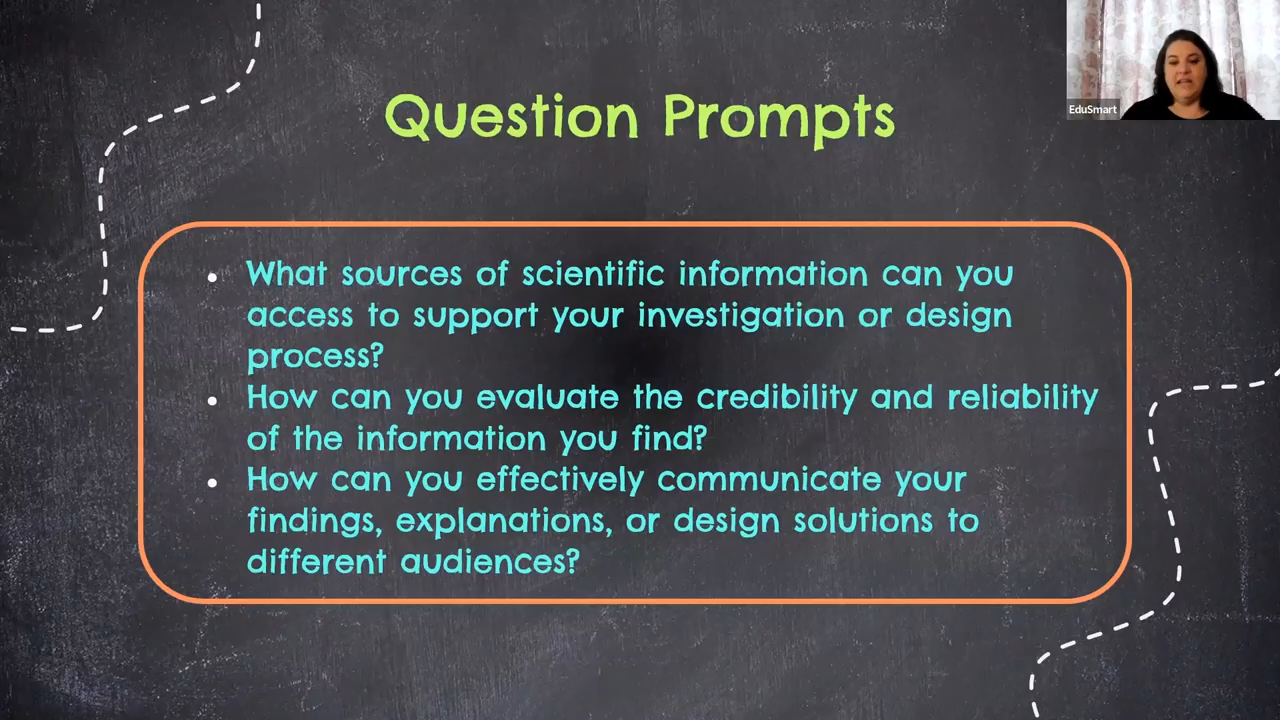 Question Prompts
EduSmart
What sources of scientific information can you
access to support your investigation or design
process?
How can you evaluate the credibility and reliability
of the information you find?
How can you effectively communicate your
findings, explanations, or design solutions to
different audiences?